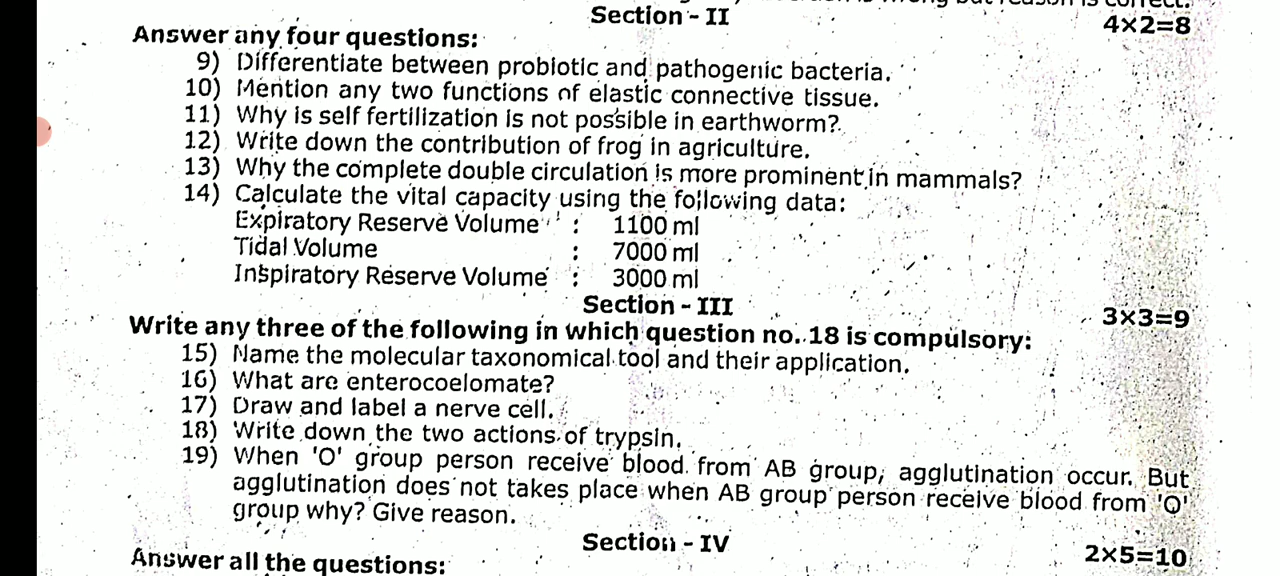 is wrong but reason is correct.
Section - II
4×2=8
Answer any four questions:
9) Differentiate between probiotic and pathogenic bacteria.
10) Mention any two functions of elastic connective tissue.
11) Why is self fertilization is not possible in earthworm?
12) Write down the contribution of frog in agriculture.
13) Why the complete double circulation is more prominent in mammals?
14) Calculate the vital capacity using the following data:
Expiratory Reserve Volume : 1100 ml
Tidal Volume : 7000 ml
Inspiratory Reserve Volume : 3000 ml
Section - III
3×3=9
Write any three of the following in which question no. 18 is compulsory:
15) Name the molecular taxonomical tool and their application.
16) What are enterocoelomate?
17) Draw and label a nerve cell.
18) Write down the two actions of trypsin.
19) When 'O' group person receive blood from AB group, agglutination occur. But
agglutination does not takes place when AB group person receive blood from 'O'
group why? Give reason.
Section - IV
2×5=10
Answer all the questions: